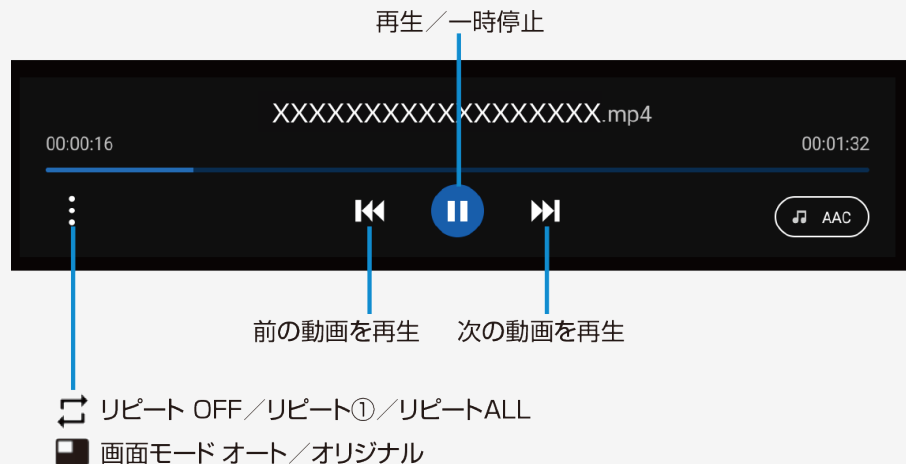 再生／一時停止
XXXXXXXXXXXXXXXXXX.mp4
00:00:16
00:01:32
AAC
前の動画を再生
次の動画を再生
リピート OFF／リピート①／リピートALL
画面モード オート／オリジナル